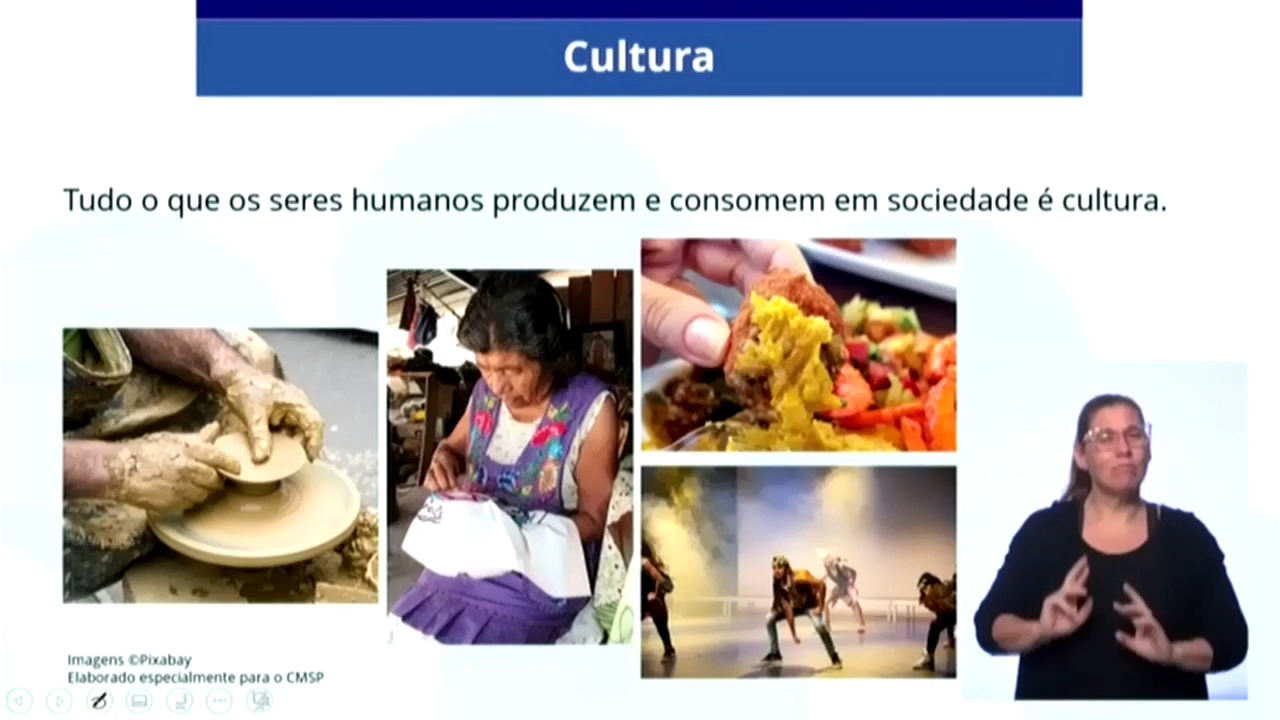 Cultura
Tudo o que os seres humanos produzem e consomem em sociedade é cultura.
Imagens ©Pixabay
Elaborado especialmente para o CMSP